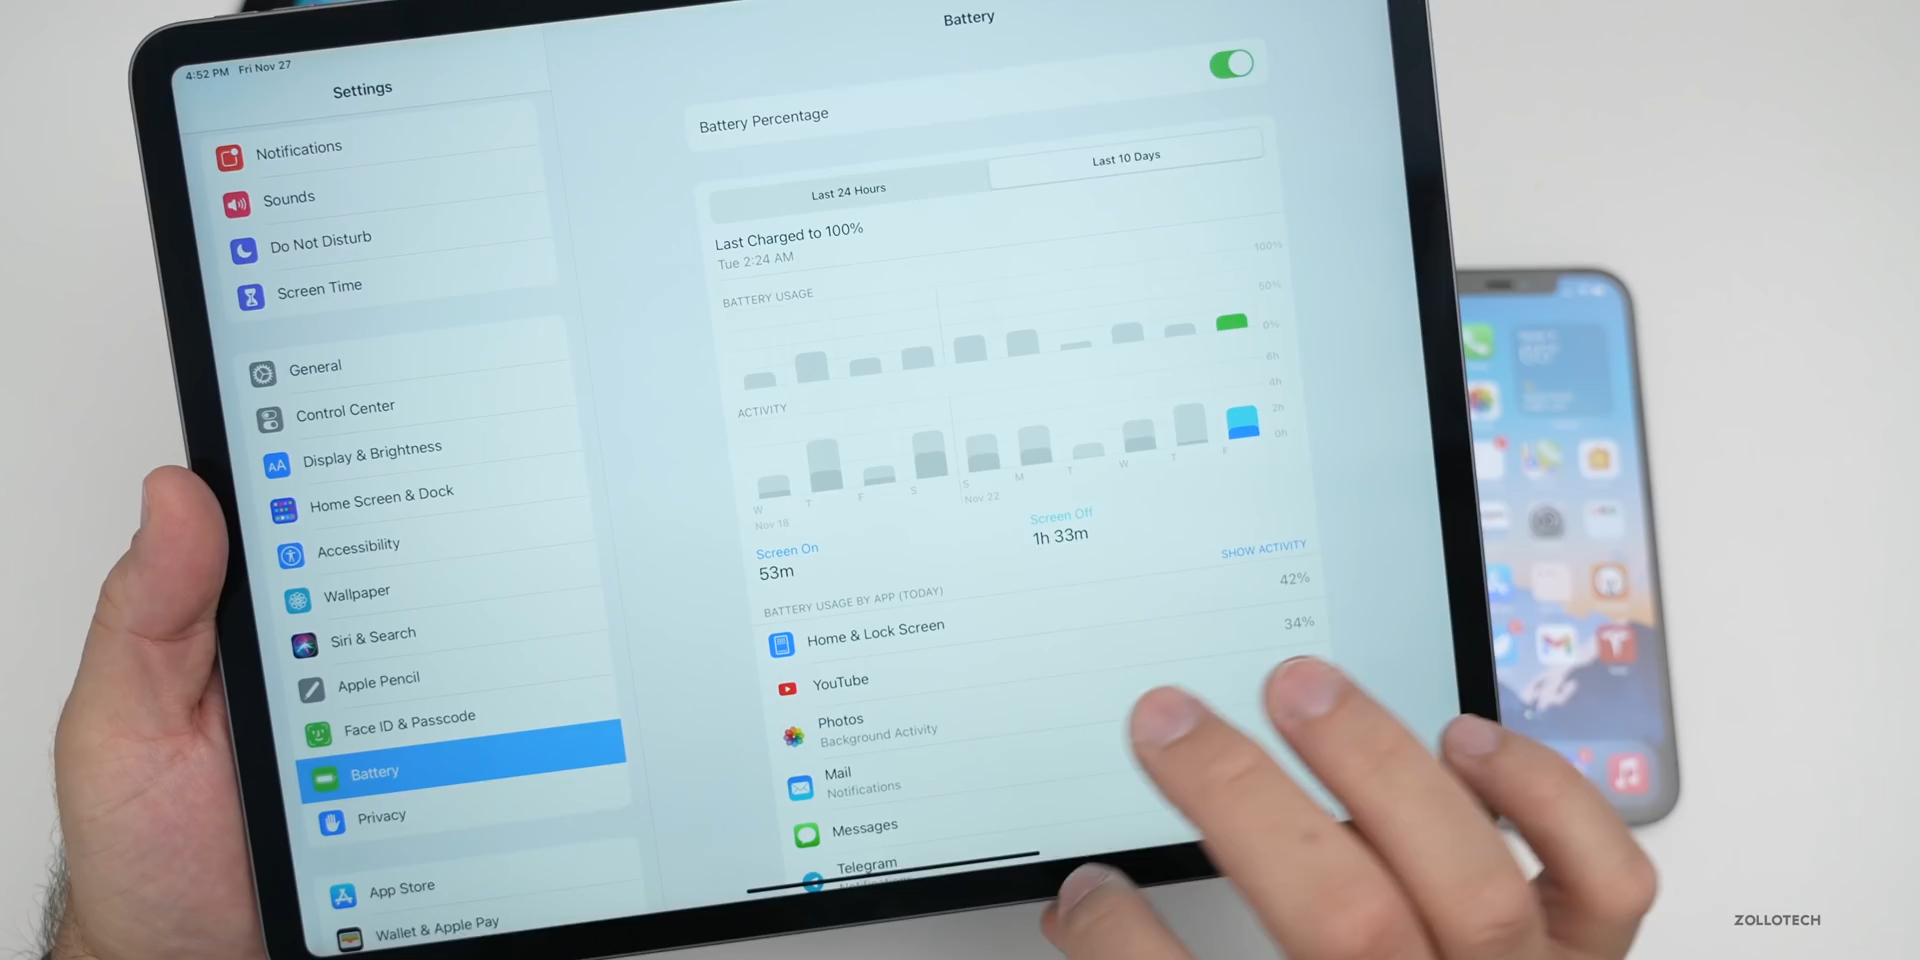 4:52 PM Fri Nov 27
Settings
Notifications
Sounds
Do Not Disturb
Screen Time
General
Control Center
Display & Brightness
Home Screen & Dock
Accessibility
Wallpaper
Siri & Search
Apple Pencil
Face ID & Passcode
Battery
Privacy
App Store
Wallet & Apple Pay
Battery
Battery Percentage
Last 24 Hours
Last 10 Days
Last Charged to 100%
Tue 2:24 AM
BATTERY USAGE
100%
50%
0%
ACTIVITY
6h
4h
2h
0h
W T F S S M T W T F
Nov 18
Nov 22
Screen On
53m
Screen Off
1h 33m
BATTERY USAGE BY APP (TODAY)
SHOW ACTIVITY
Home & Lock Screen
42%
YouTube
34%
Photos
Background Activity
Mail
Notifications
Messages
Telegram
ZOLLOTECH